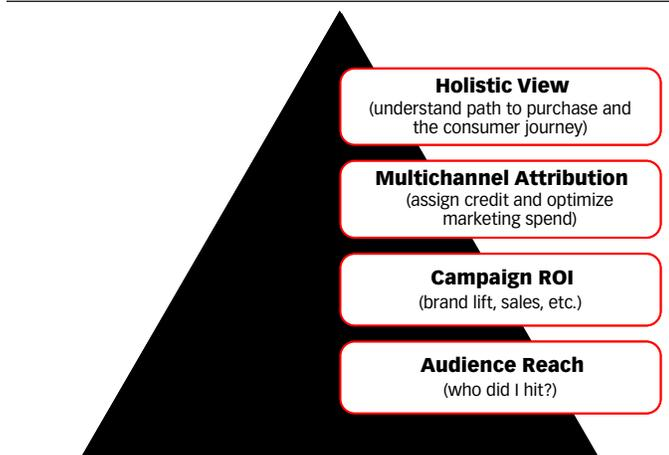 Holistic View
(understand path to purchase and
the consumer journey)
Multichannel Attribution
(assign credit and optimize
marketing spend)
Campaign ROI
(brand lift, sales, etc.)
Audience Reach
(who did I hit?)